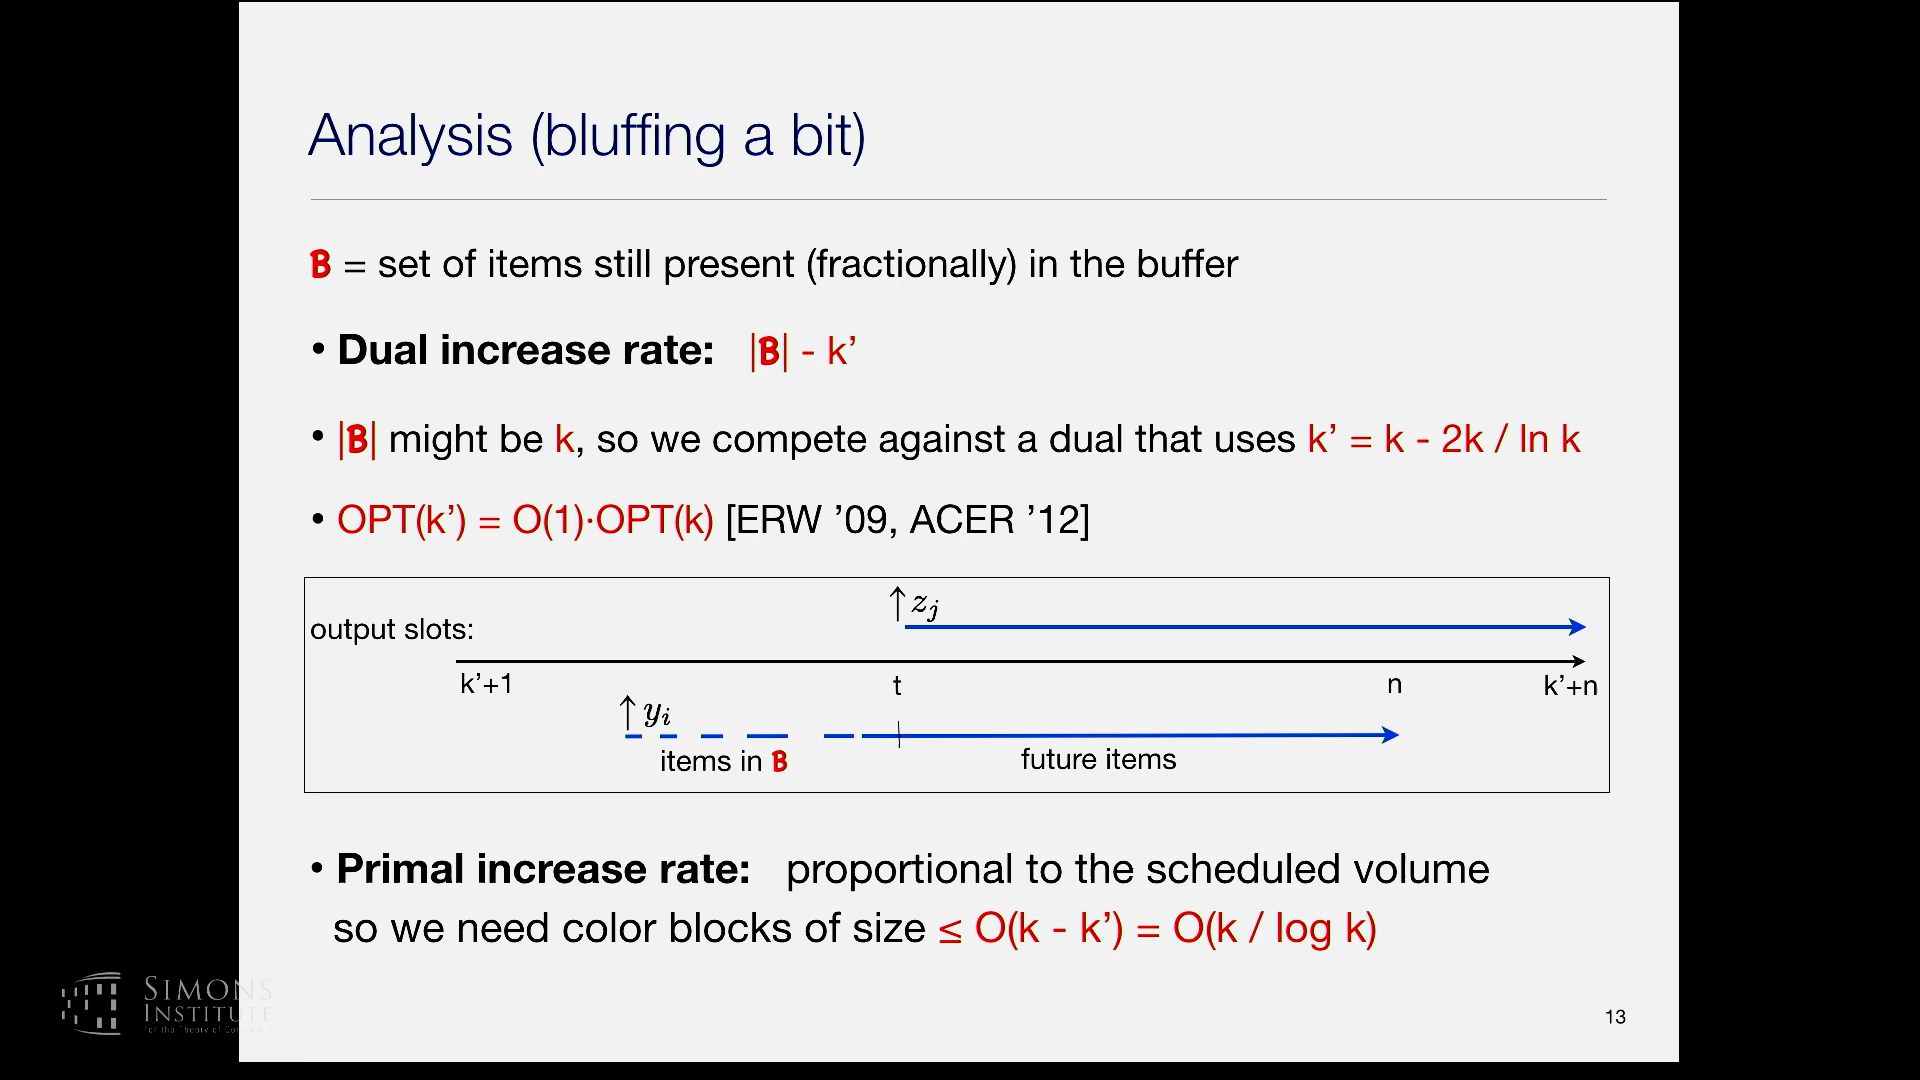 Analysis (bluffing a bit)
B = set of items still present (fractionally) in the buffer
• Dual increase rate: |B| - k’
• |B| might be k, so we compete against a dual that uses k’ = k - 2k / ln k
• OPT(k’) = O(1)·OPT(k) [ERW ’09, ACER ’12]
↑ z_j
output slots:
k’+1 t n k’+n
↑ y_i
items in B future items
• Primal increase rate: proportional to the scheduled volume
so we need color blocks of size ≤ O(k - k’) = O(k / log k)
SIMONS
INSTITUTE
13